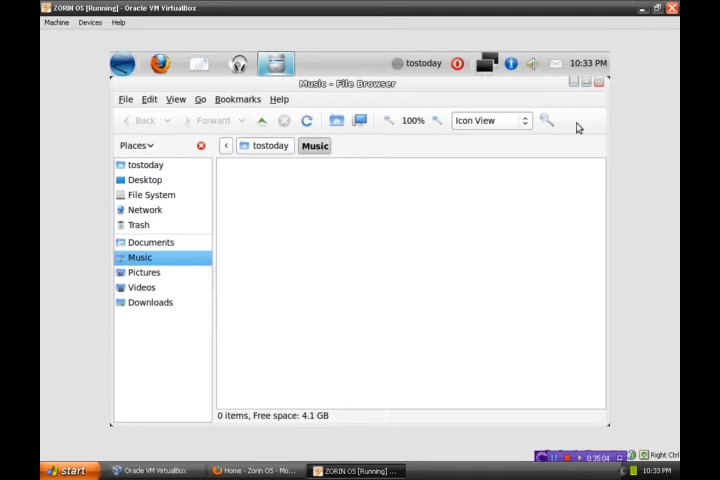 ZORIN OS [Running] - Oracle VM VirtualBox
Machine Devices Help
tostoday 10:33 PM
Music - File Browser
File Edit View Go Bookmarks Help
Back Forward 100% Icon View
Places tostoday Music
tostoday
Desktop
File System
Network
Trash
Documents
Music
Pictures
Videos
Downloads
0 items, Free space: 4.1 GB
0:35:04 Right Ctrl
start Oracle VM VirtualBox Home - Zorin OS - Mo... ZORIN OS [Running] ... 10:33 PM